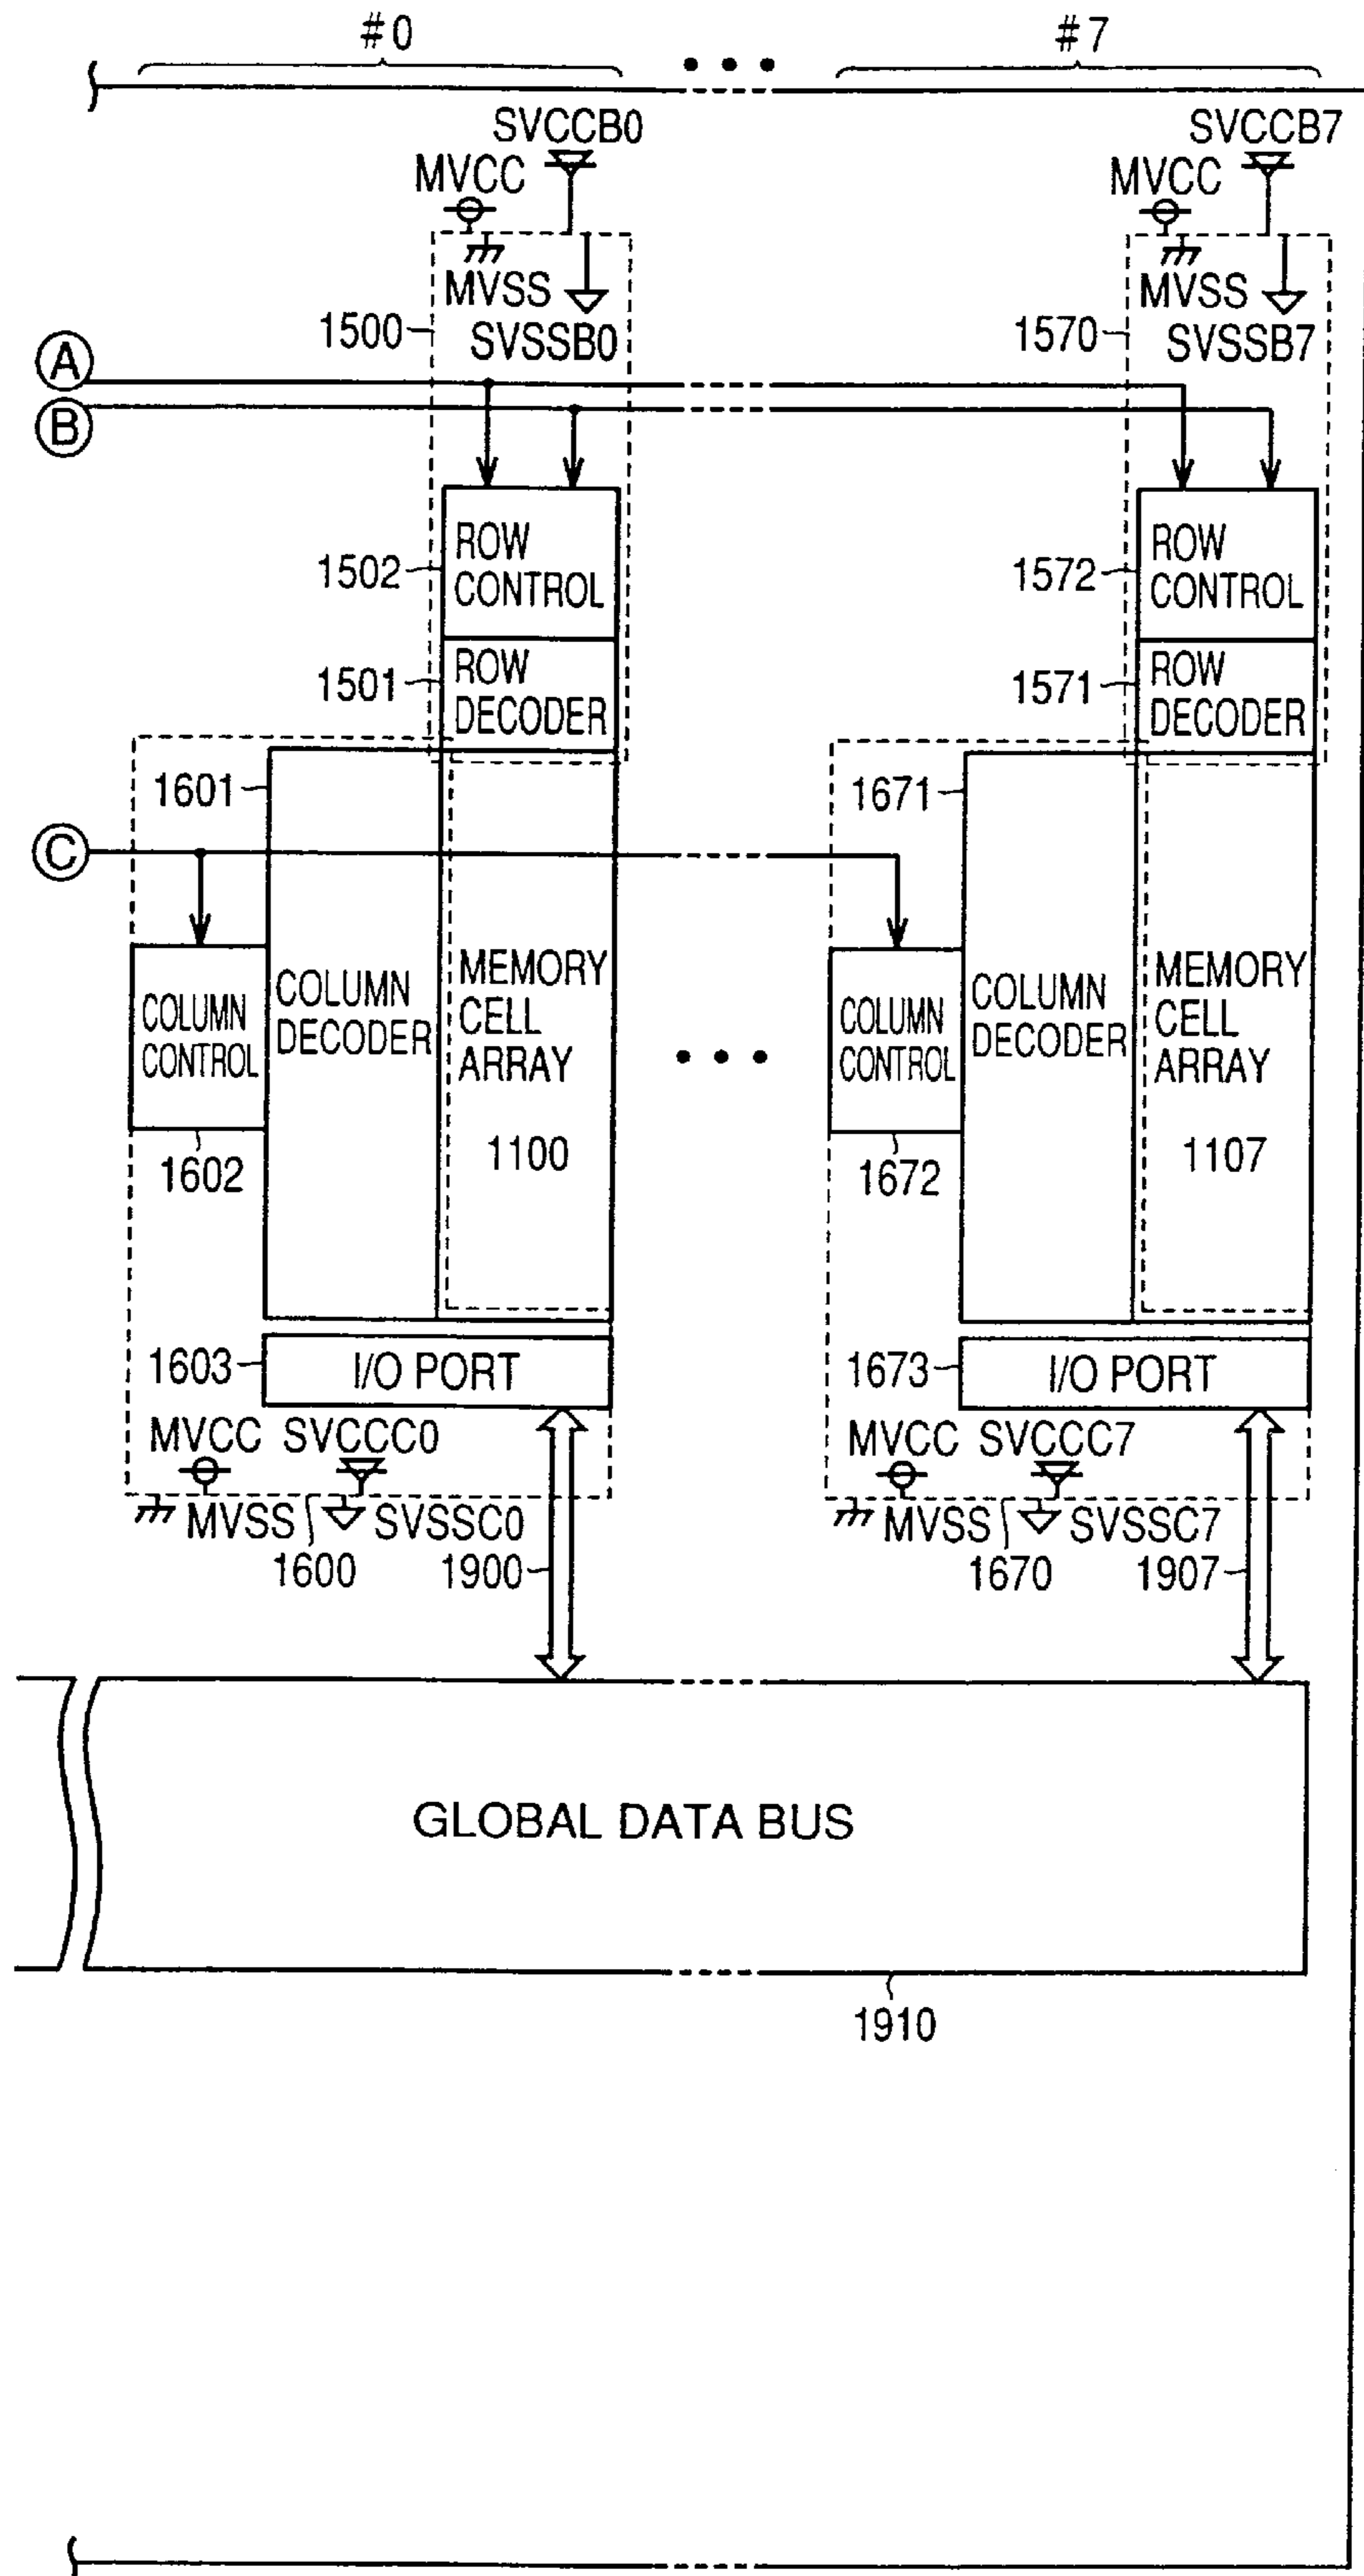 #0 ••• #7
SVCCB0 SVCCB7
MVCC MVCC
MVSS MVSS
1500 SVSSB0 1570 SVSSB7
A
B
1502 ROW CONTROL 1572 ROW CONTROL
1501 ROW DECODER 1571 ROW DECODER
1601 1671
C
COLUMN CONTROL COLUMN DECODER MEMORY CELL ARRAY ••• COLUMN CONTROL COLUMN DECODER MEMORY CELL ARRAY
1100 1107
1602 1672
1603 I/O PORT 1673 I/O PORT
MVCC SVCCC0 MVCC SVCCC7
MVSS SVSSC0 MVSS SVSSC7
1600 1900 1670 1907
GLOBAL DATA BUS
1910